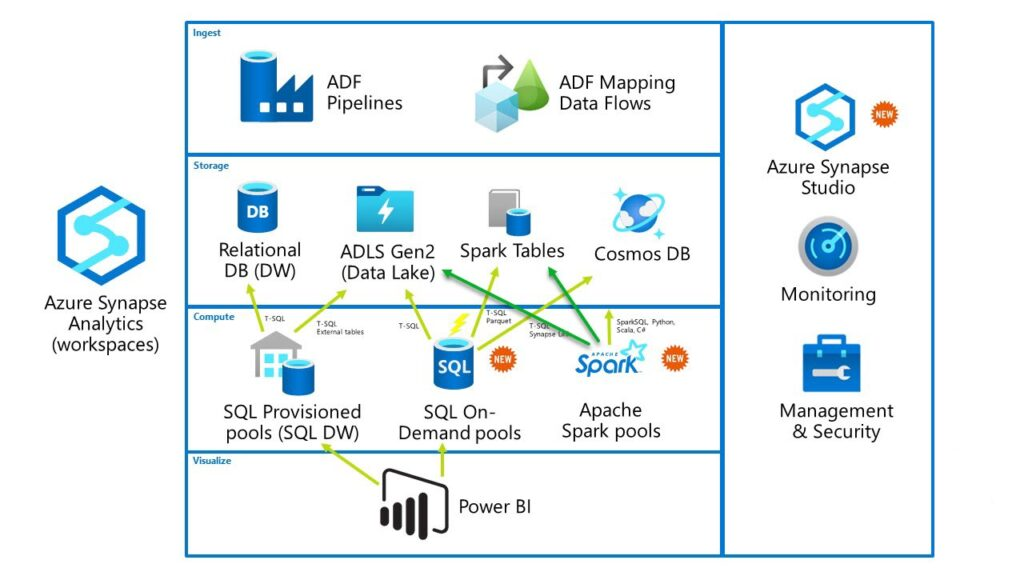 Ingest
ADF
Pipelines
ADF Mapping
Data Flows
Storage
DB
Relational
DB (DW)
ADLS Gen2
(Data Lake)
Spark Tables
Cosmos DB
Azure Synapse
Analytics
(workspaces)
Compute
T-SQL
T-SQL
External tables
T-SQL
T-SQL
Parquet
T-SQL
Synapse
SparkSQL, Python,
Scala, C#
SQL
NEW
APACHE
Spark
NEW
SQL Provisioned
pools (SQL DW)
SQL On-
Demand pools
Apache
Spark pools
Visualize
Power BI
NEW
Azure Synapse
Studio
Monitoring
Management
& Security